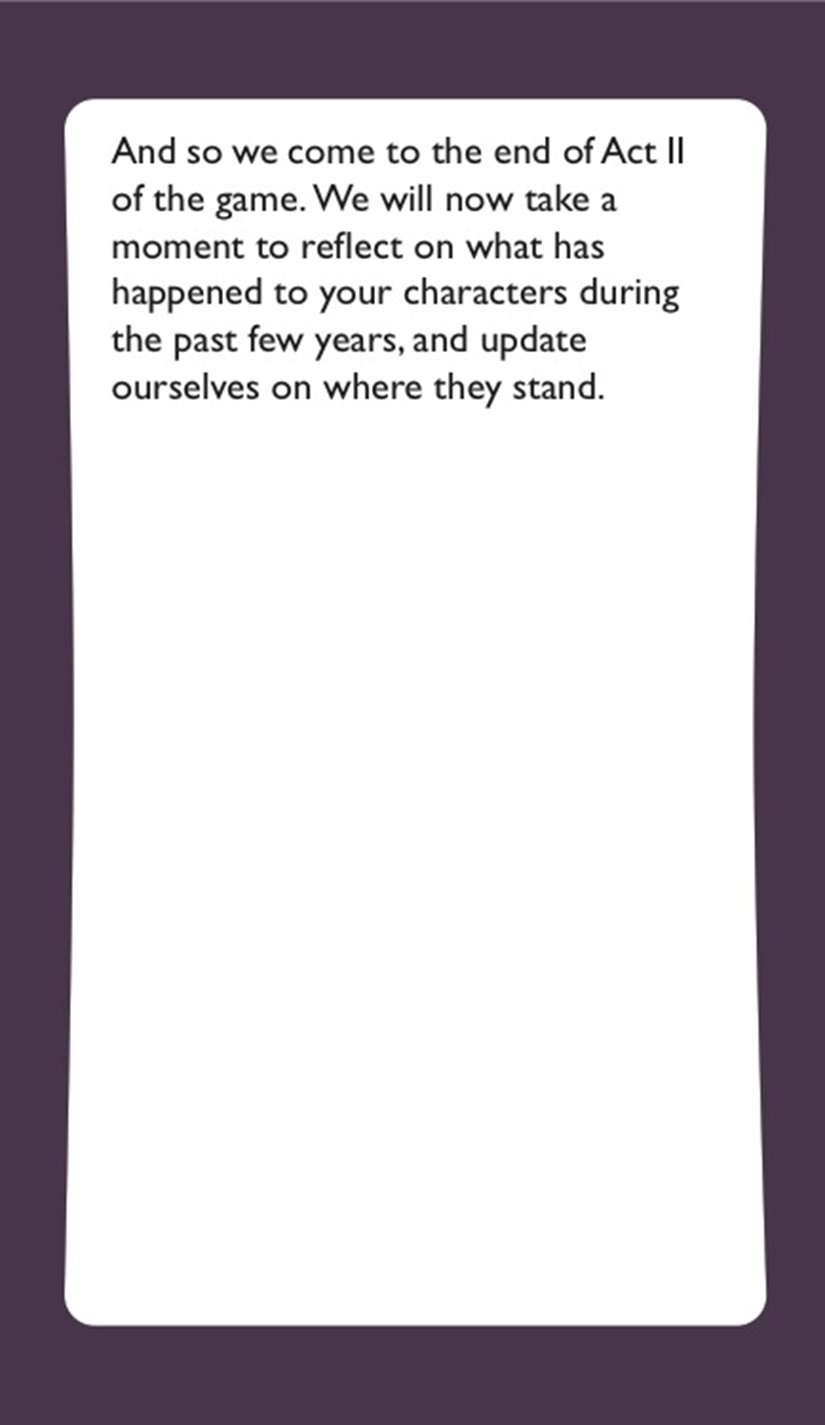 And so we come to the end of Act II
of the game. We will now take a
moment to reflect on what has
happened to your characters during
the past few years, and update
ourselves on where they stand.